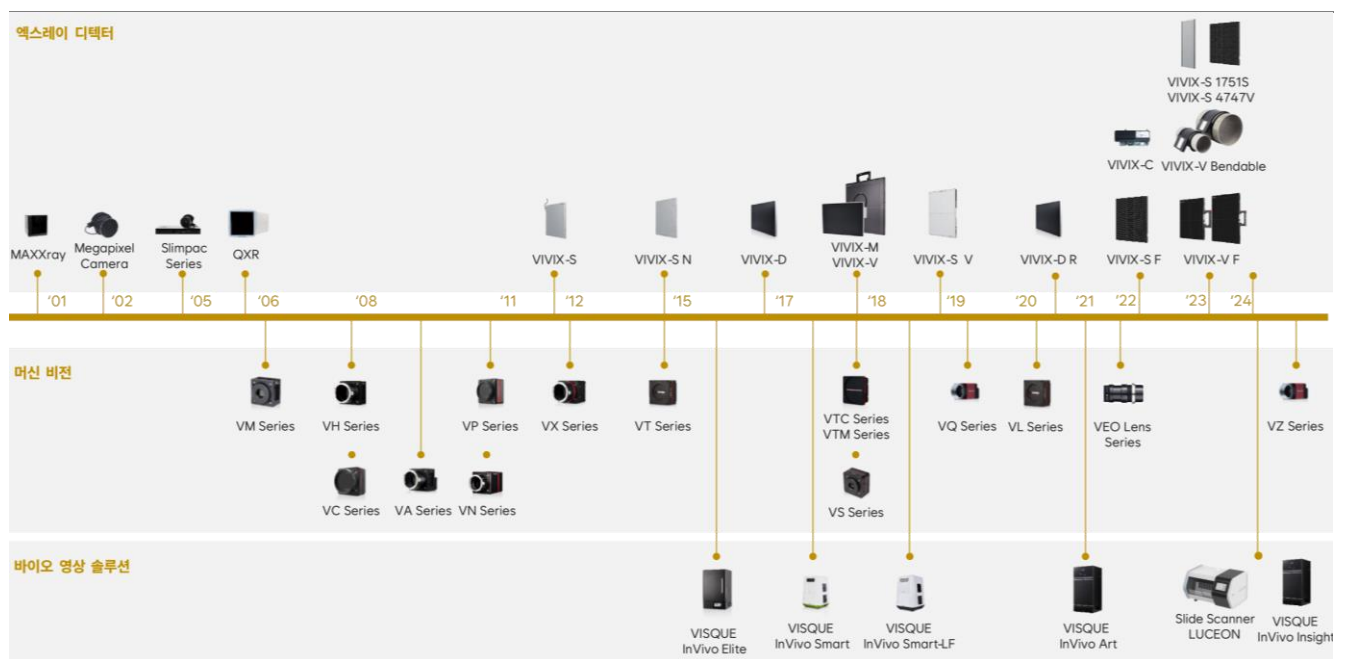 엑스레이 디텍터
VIVIX-S 1751S
VIVIX-S 4747V
VIVIX-C
VIVIX-V Bendable
MAXXray
Megapixel
Camera
Slimpac
Series
QXR
VIVIX-S
VIVIX-S N
VIVIX-D
VIVIX-M
VIVIX-V
VIVIX-S V
VIVIX-D R
VIVIX-S F
VIVIX-V F
'01
'02
'05
'06
'08
'11
'12
'15
'17
'18
'19
'20
'21
'22
'23
'24
머신 비전
VM Series
VH Series
VP Series
VX Series
VT Series
VTC Series
VTM Series
VQ Series
VL Series
VEO Lens
Series
VZ Series
VC Series
VA Series
VN Series
VS Series
바이오 영상 솔루션
VISQUE
InVivo Elite
VISQUE
InVivo Smart
VISQUE
InVivo Smart-LF
VISQUE
InVivo Art
Slide Scanner
LUCEON
VISQUE
InVivo Insight